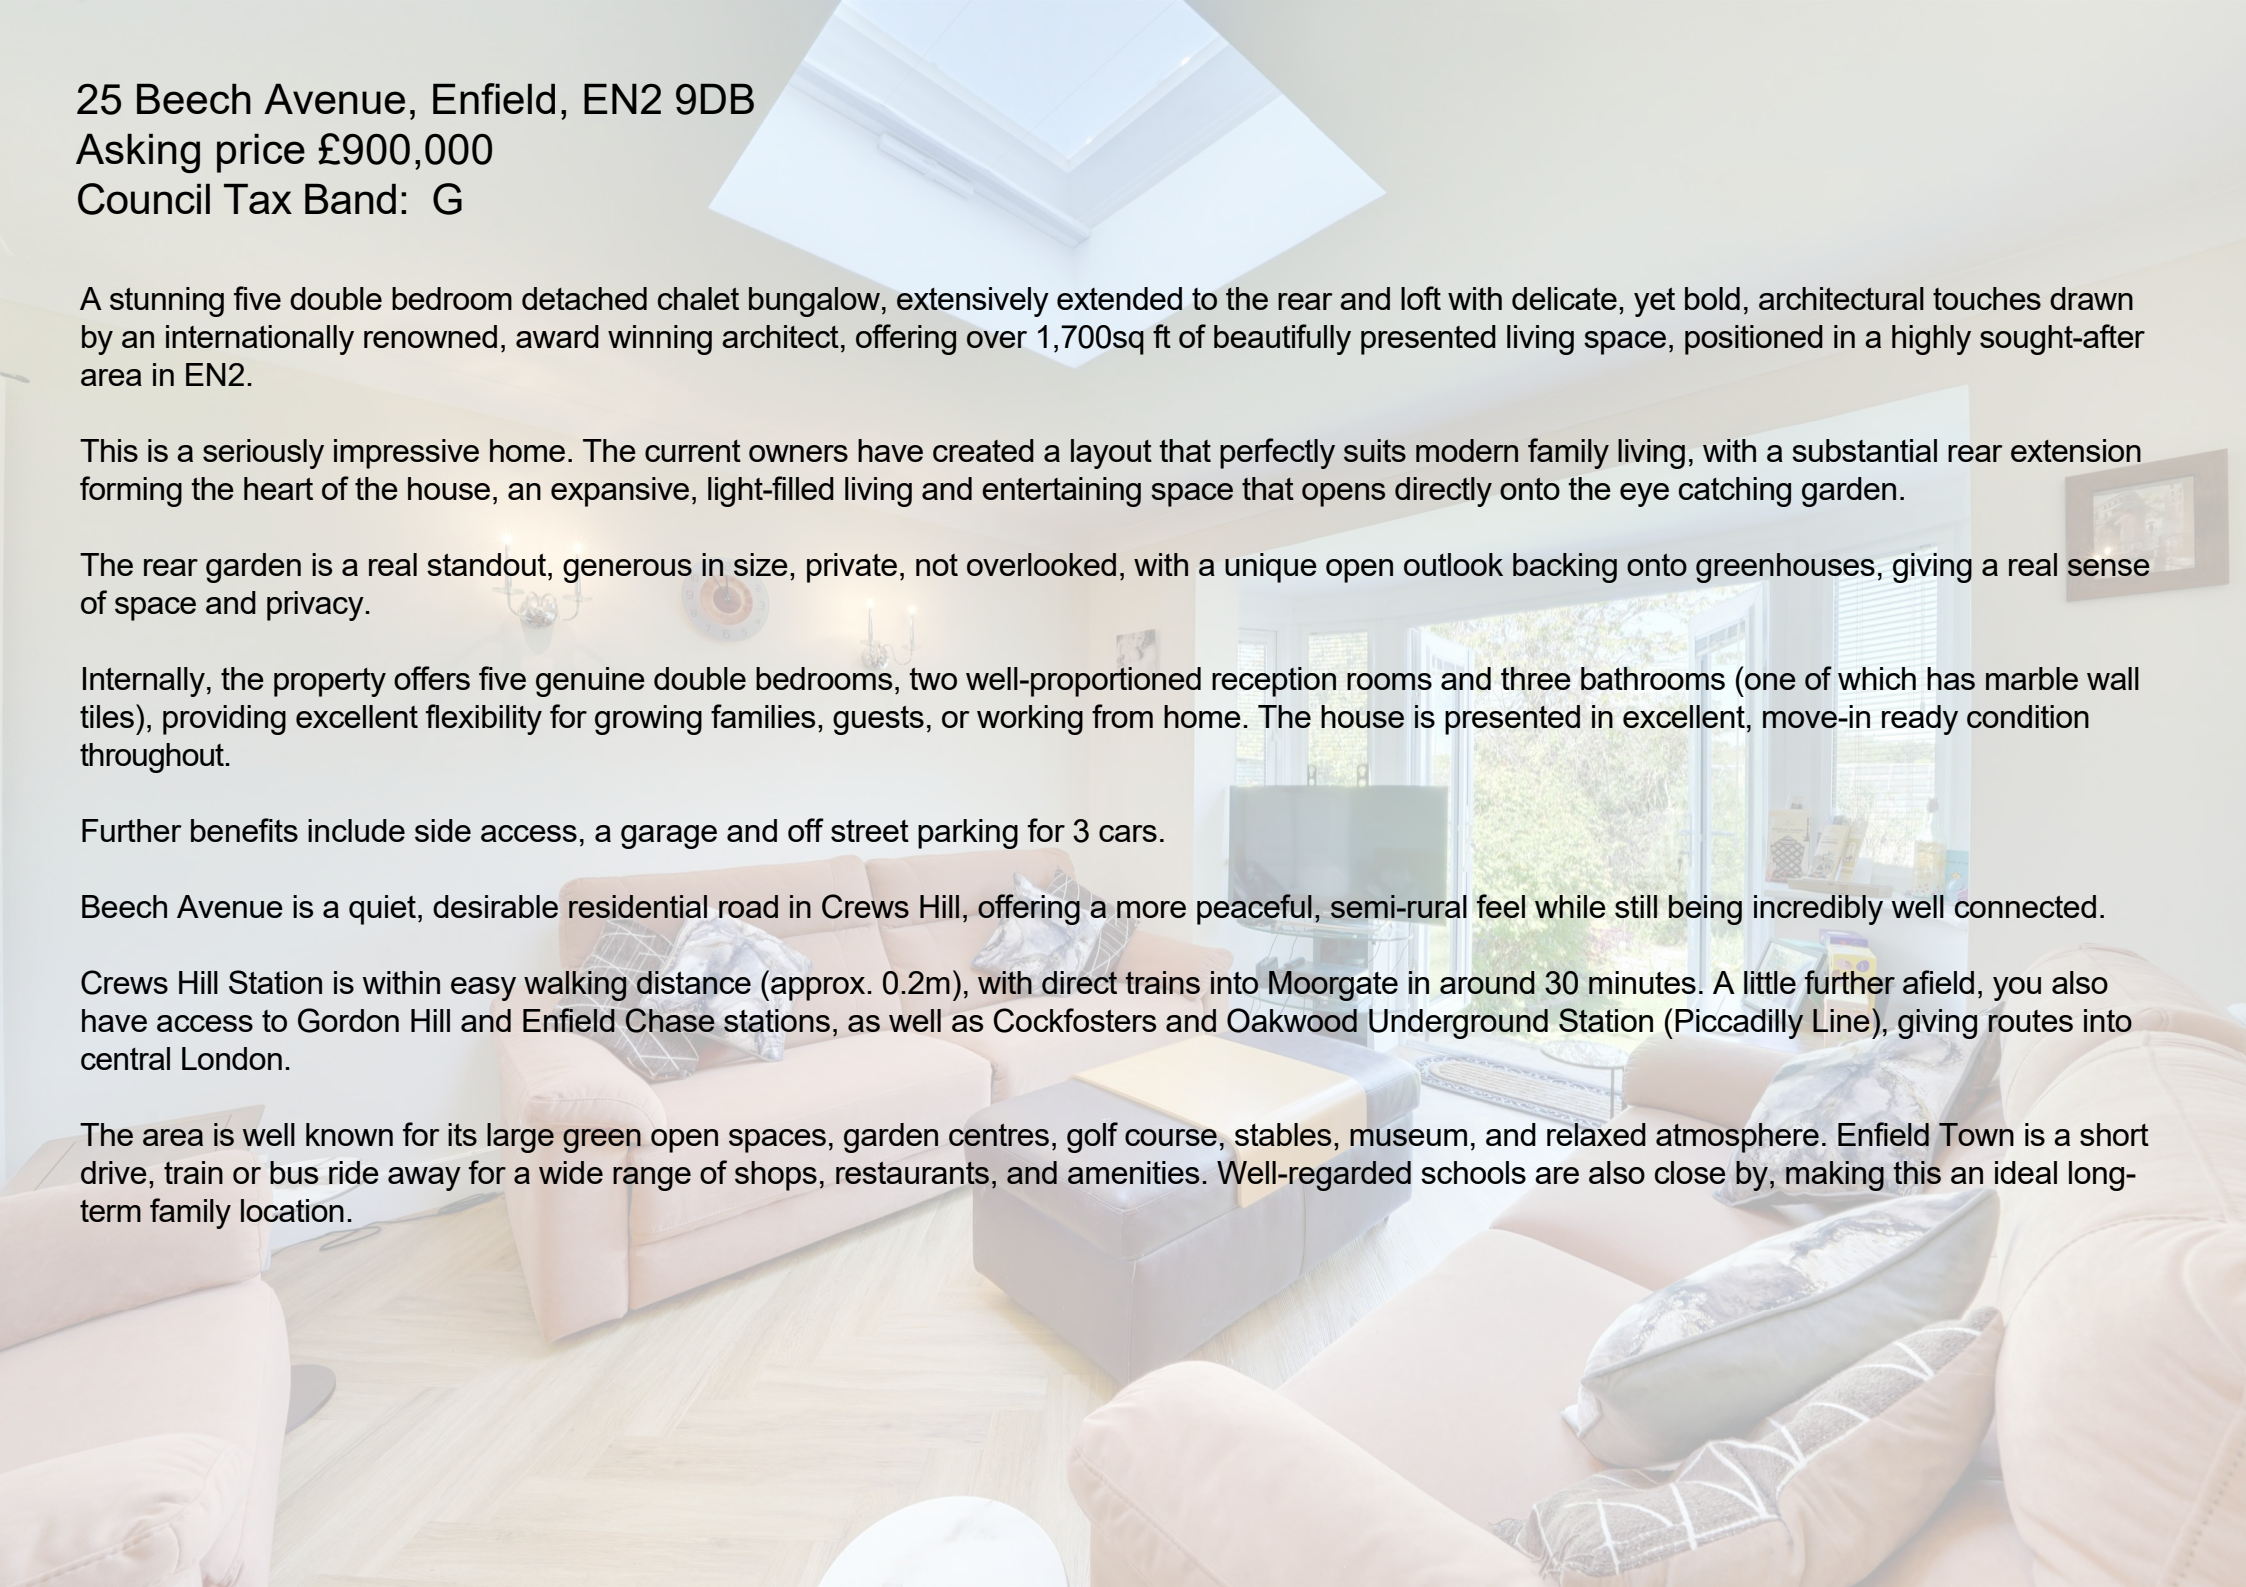 25 Beech Avenue, Enfield, EN2 9DB
Asking price £900,000
Council Tax Band:  G
A stunning five double bedroom detached chalet bungalow, extensively extended to the rear and loft with delicate, yet bold, architectural touches drawn
by an internationally renowned, award winning architect, offering over 1,700sq ft of beautifully presented living space, positioned in a highly sought-after
area in EN2.
This is a seriously impressive home. The current owners have created a layout that perfectly suits modern family living, with a substantial rear extension
forming the heart of the house, an expansive, light-filled living and entertaining space that opens directly onto the eye catching garden.
The rear garden is a real standout, generous in size, private, not overlooked, with a unique open outlook backing onto greenhouses, giving a real sense
of space and privacy.
Internally, the property offers five genuine double bedrooms, two well-proportioned reception rooms and three bathrooms (one of which has marble wall
tiles), providing excellent flexibility for growing families, guests, or working from home. The house is presented in excellent, move-in ready condition
throughout.
Further benefits include side access, a garage and off street parking for 3 cars.
Beech Avenue is a quiet, desirable residential road in Crews Hill, offering a more peaceful, semi-rural feel while still being incredibly well connected.
Crews Hill Station is within easy walking distance (approx. 0.2m), with direct trains into Moorgate in around 30 minutes. A little further afield, you also
have access to Gordon Hill and Enfield Chase stations, as well as Cockfosters and Oakwood Underground Station (Piccadilly Line), giving routes into
central London.
The area is well known for its large green open spaces, garden centres, golf course, stables, museum, and relaxed atmosphere. Enfield Town is a short
drive, train or bus ride away for a wide range of shops, restaurants, and amenities. Well-regarded schools are also close by, making this an ideal long-
term family location.